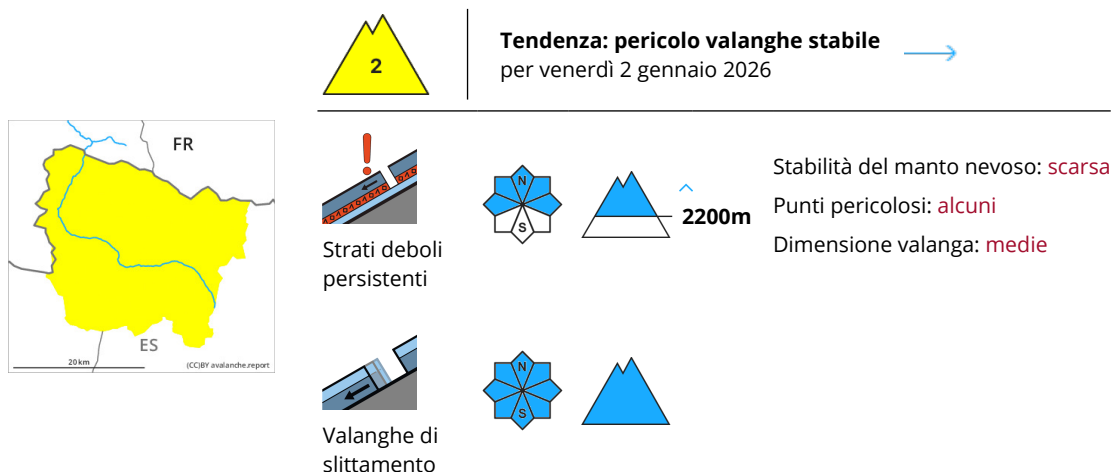 2
Tendenza: pericolo valanghe stabile
per venerdì 2 gennaio 2026
FR
ES
20 km
(CC)BY avalanche.report
Strati deboli
persistenti
N
S
2200m
Stabilità del manto nevoso: scarsa
Punti pericolosi: alcuni
Dimensione valanga: medie
Valanghe di
slittamento
N
S